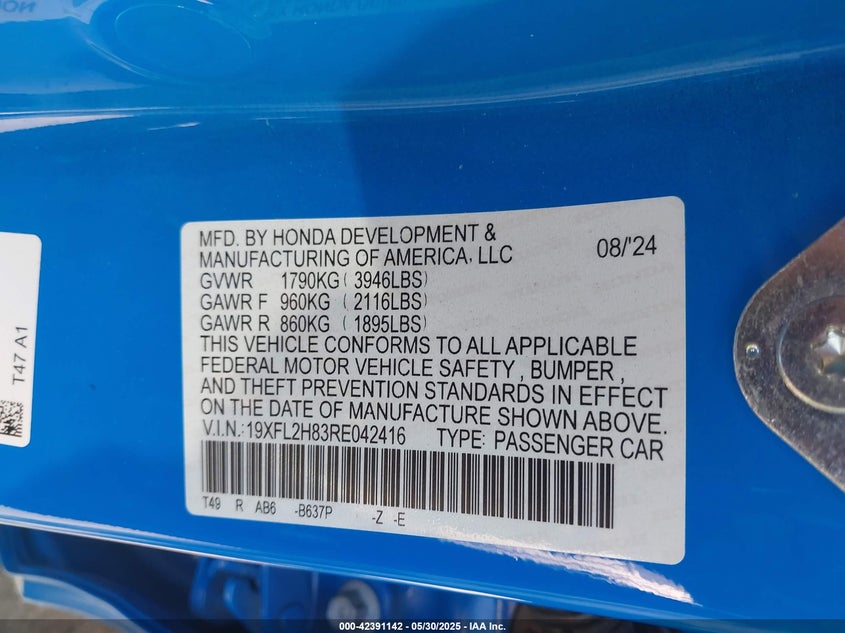 MFD. BY HONDA DEVELOPMENT &
MANUFACTURING OF AMERICA, LLC 08/'24
GVWR 1790KG ( 3946LBS)
GAWR F 960KG ( 2116LBS)
GAWR R 860KG ( 1895LBS)
THIS VEHICLE CONFORMS TO ALL APPLICABLE
FEDERAL MOTOR VEHICLE SAFETY , BUMPER ,
AND THEFT PREVENTION STANDARDS IN EFFECT
ON THE DATE OF MANUFACTURE SHOWN ABOVE.
V.I.N.:19XFL2H83RE042416 TYPE: PASSENGER CAR
T49 R AB6 -B637P -Z -E
T47 A1
000-42391142 - 05/30/2025 - IAA Inc.